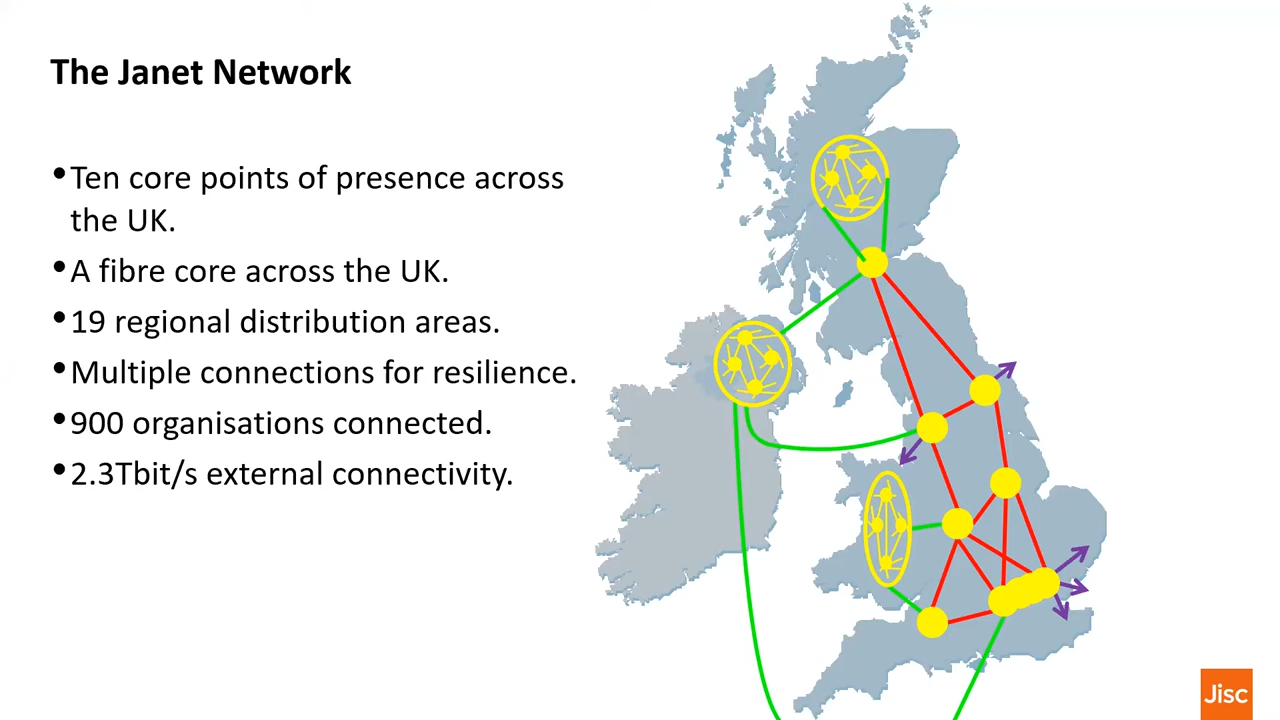 The Janet Network
•Ten core points of presence across
the UK.
•A fibre core across the UK.
•19 regional distribution areas.
•Multiple connections for resilience.
•900 organisations connected.
•2.3Tbit/s external connectivity.
Jisc